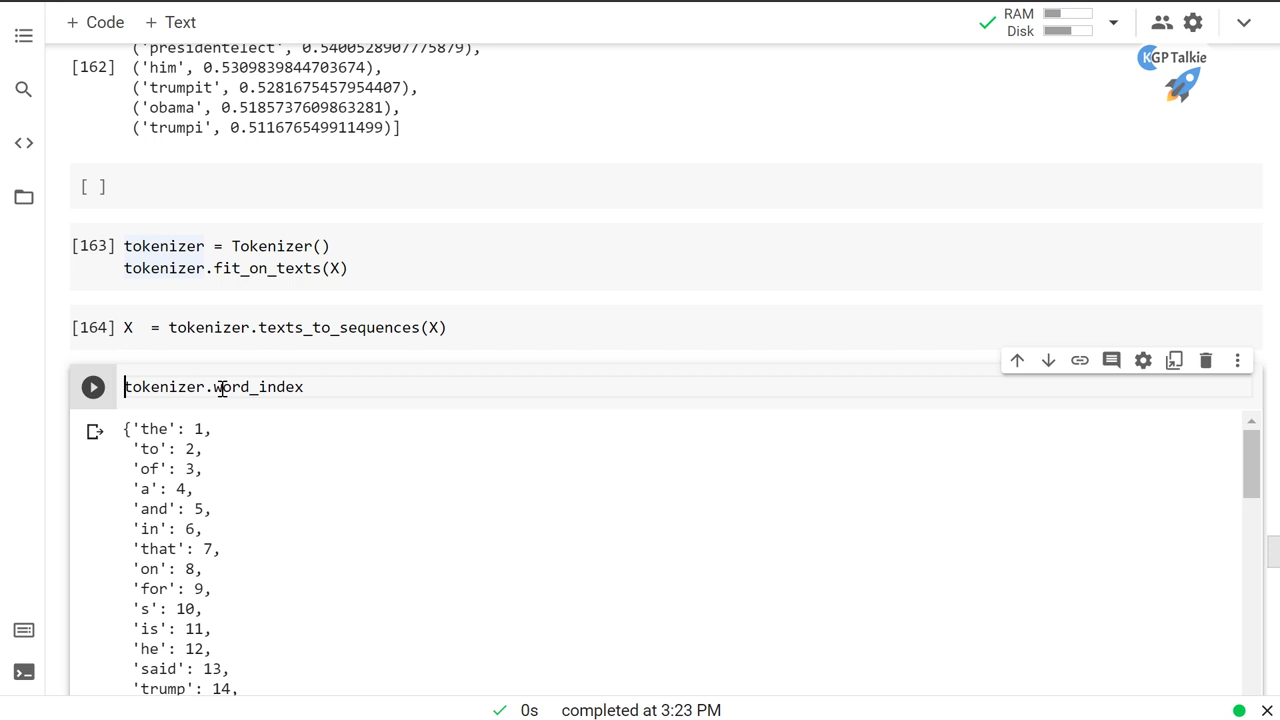 + Code + Text
RAM
Disk
KGP Talkie
('presidentelect', 0.5400528907775879),
[162] ('him', 0.5309839844703674),
('trumpit', 0.5281675457954407),
('obama', 0.5185737609863281),
('trumpi', 0.511676549911499)]
[ ]
[163] tokenizer = Tokenizer()
tokenizer.fit_on_texts(X)
[164] X = tokenizer.texts_to_sequences(X)
tokenizer.word_index
{'the': 1,
'to': 2,
'of': 3,
'a': 4,
'and': 5,
'in': 6,
'that': 7,
'on': 8,
'for': 9,
's': 10,
'is': 11,
'he': 12,
'said': 13,
'trump': 14,
0s completed at 3:23 PM